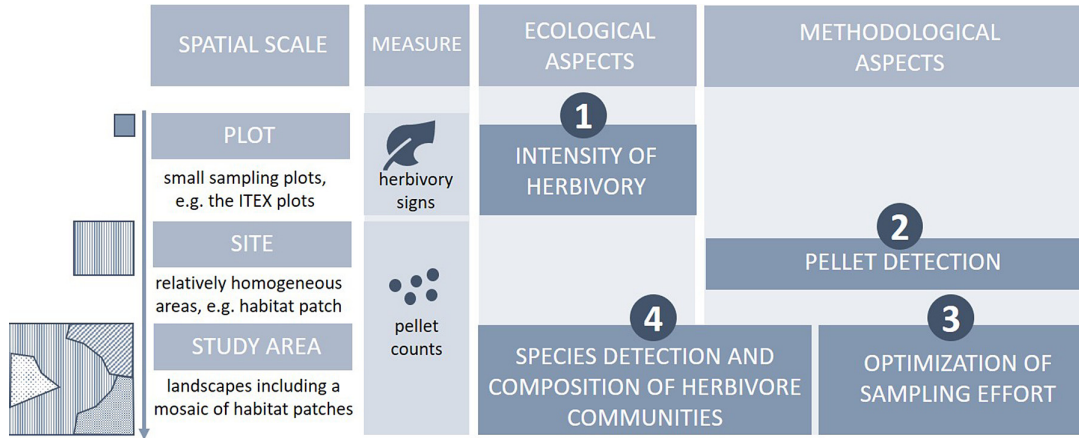 SPATIAL SCALE
MEASURE
ECOLOGICAL
ASPECTS
METHODOLOGICAL
ASPECTS
PLOT
small sampling plots,
e.g. the ITEX plots
herbivory
signs
1
INTENSITY OF
HERBIVORY
SITE
relatively homogeneous
areas, e.g. habitat patch
2
PELLET DETECTION
pellet
counts
STUDY AREA
landscapes including a
mosaic of habitat patches
4
SPECIES DETECTION AND
COMPOSITION OF HERBIVORE
COMMUNITIES
3
OPTIMIZATION OF
SAMPLING EFFORT